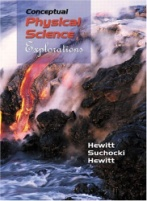 Conceptual
Physical
Science
Explorations
Hewitt
Suchocki
Hewitt